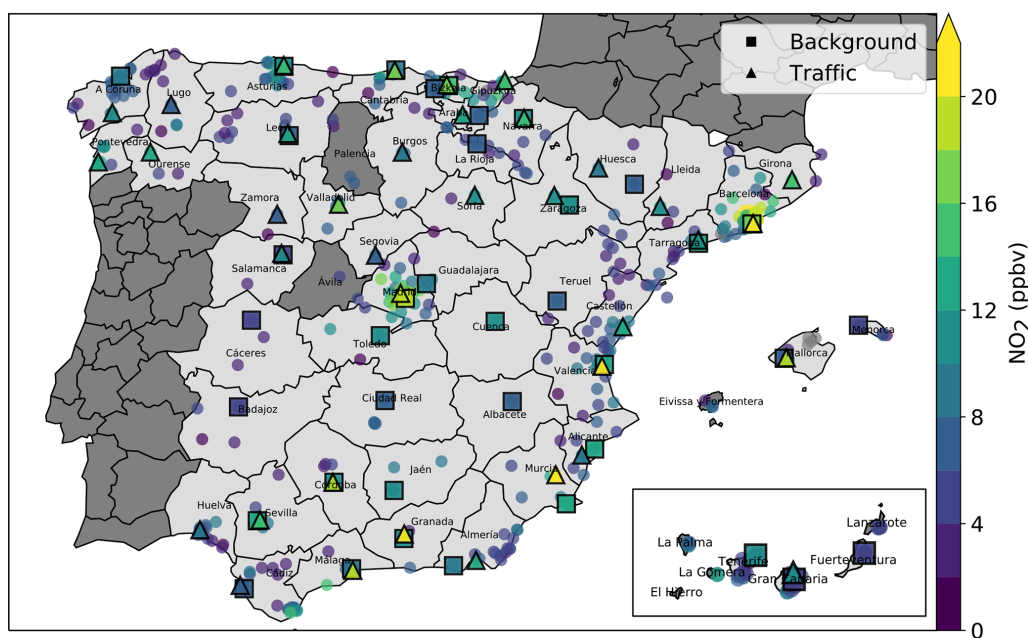 Background
Traffic
A Coruña
Lugo
Asturias
Cantabria
Bizkaia
Gipuzkoa
Araba
Navarra
Leon
Pontevedra
Ourense
Palencia
Burgos
La Rioja
Huesca
Lleida
Girona
Barcelona
Zamora
Valladolid
Soria
Zaragoza
Tarragona
Segovia
Salamanca
Ávila
Madrid
Guadalajara
Teruel
Castellón
Menorca
Mallorca
Cuenca
Toledo
Cáceres
Valencia
Eivissa y Formentera
Badajoz
Ciudad Real
Albacete
Alicante
Murcia
Jaén
Córdoba
Huelva
Sevilla
Granada
Almería
Málaga
Cádiz
Lanzarote
La Palma
Tenerife
Fuerteventura
La Gomera
Gran Canaria
El Hierro
20
16
12
8
4
0
NO2 (ppbv)